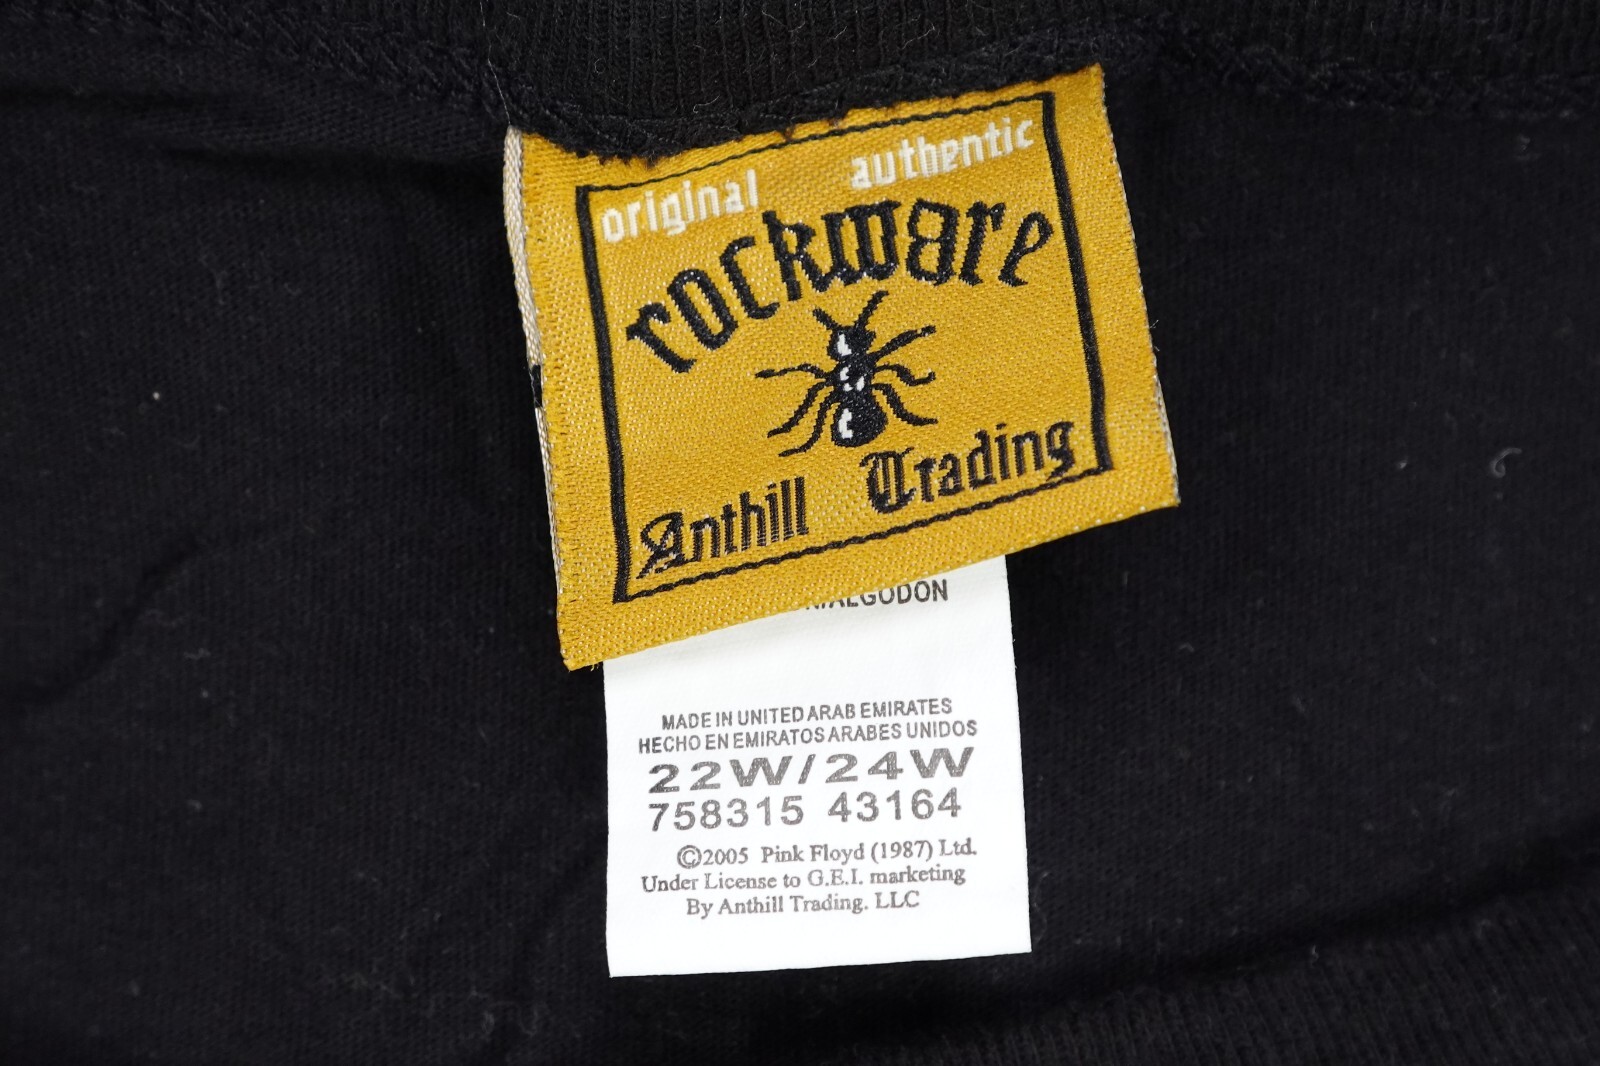 original authentic
rockware
Anthill Trading
ALGODON
MADE IN UNITED ARAB EMIRATES
HECHO EN EMIRATOS ARABES UNIDOS
22W/24W
758315 43164
©2005 Pink Floyd (1987) Ltd.
Under License to G.E.I. marketing
By Anthill Trading. LLC